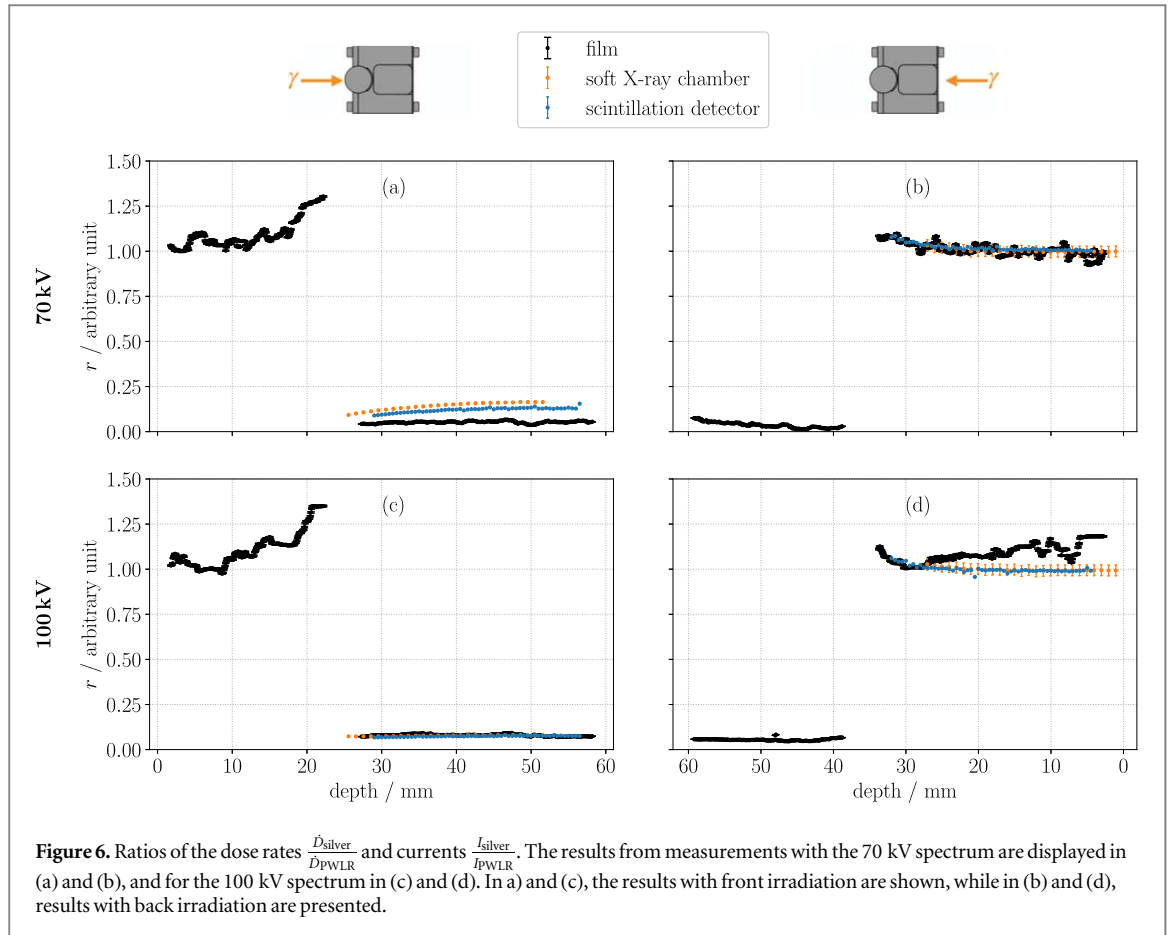 γ
film
soft X-ray chamber
scintillation detector
γ
70 kV
r / arbitrary unit
1.50
1.25
1.00
0.75
0.50
0.25
0.00
(a)
(b)
100 kV
r / arbitrary unit
1.50
1.25
1.00
0.75
0.50
0.25
0.00
(c)
(d)
0 10 20 30 40 50 60
depth / mm
60 50 40 30 20 10 0
depth / mm
Figure 6. Ratios of the dose rates Ḋsilver/ḊPWLR and currents Isilver/IPWLR. The results from measurements with the 70 kV spectrum are displayed in
(a) and (b), and for the 100 kV spectrum in (c) and (d). In a) and (c), the results with front irradiation are shown, while in (b) and (d),
results with back irradiation are presented.